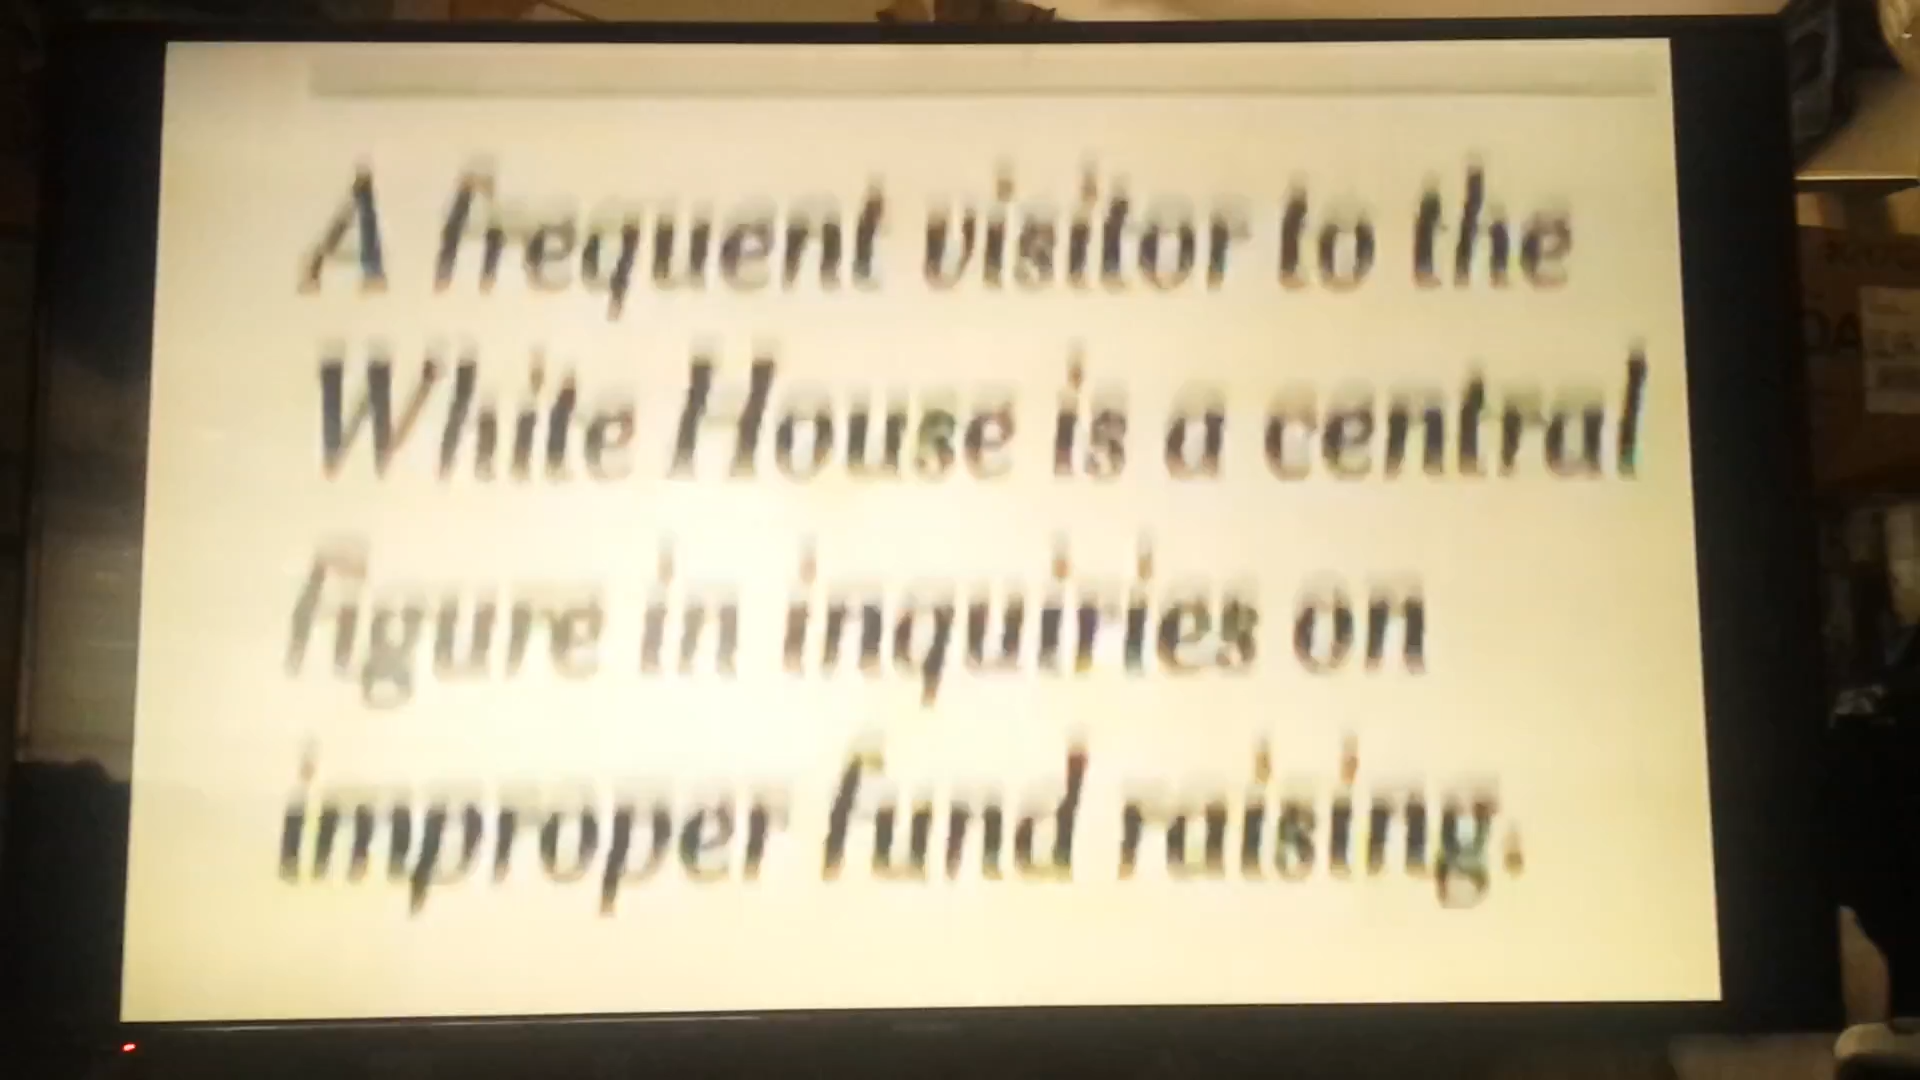 A frequent visitor to the
White House is a central
figure in inquiries on
improper fund raising.